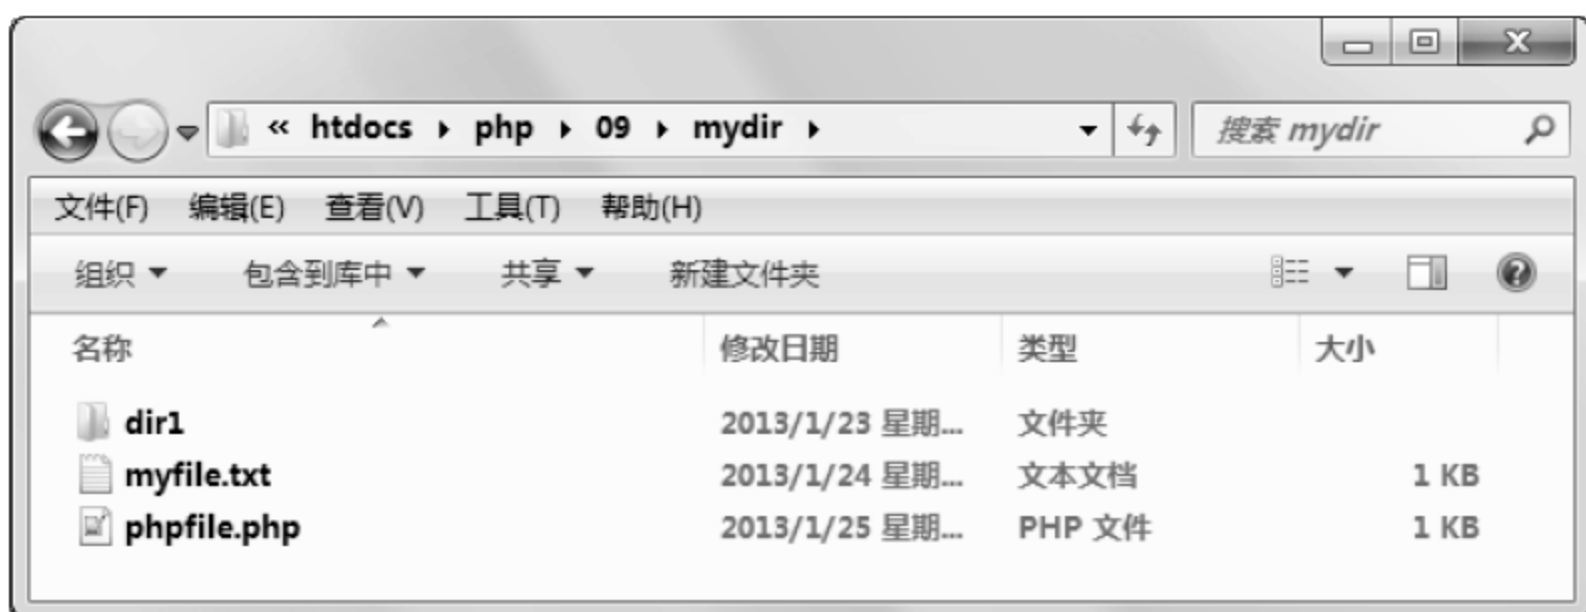 « htdocs php 09 mydir 搜索 mydir
文件(F) 编辑(E) 查看(V) 工具(T) 帮助(H)
组织 包含到库中 共享 新建文件夹
名称 修改日期 类型 大小
dir1 2013/1/23 星期... 文件夹
myfile.txt 2013/1/24 星期... 文本文档 1 KB
phpfile.php 2013/1/25 星期... PHP 文件 1 KB